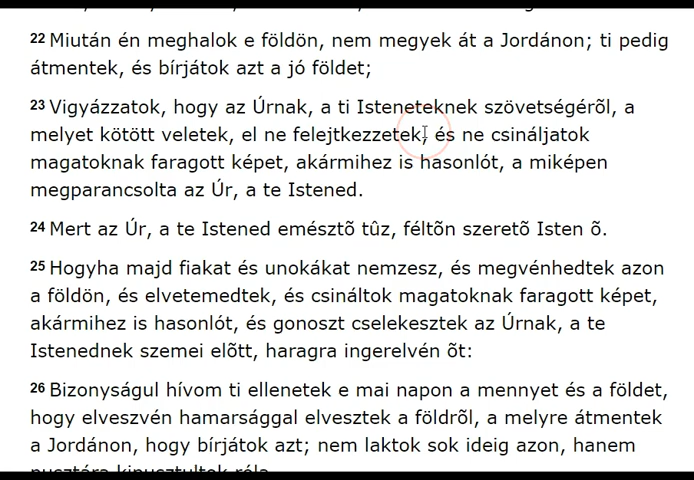 22 Miután én meghalok e földön, nem megyek át a Jordánon; ti pedig
átmentek, és bírjátok azt a jó földet;
23 Vigyázzatok, hogy az Úrnak, a ti Isteneteknek szövetségérõl, a
melyet kötött veletek, el ne felejtkezzetek, és ne csináljatok
magatoknak faragott képet, akármihez is hasonlót, a miképen
megparancsolta az Úr, a te Istened.
24 Mert az Úr, a te Istened emésztõ tûz, féltõn szeretõ Isten õ.
25 Hogyha majd fiakat és unokákat nemzesz, és megvénhedtek azon
a földön, és elvetemedtek, és csináltok magatoknak faragott képet,
akármihez is hasonlót, és gonoszt cselekesztek az Úrnak, a te
Istenednek szemei elõtt, haragra ingerelvén õt:
26 Bizonyságul hívom ti ellenetek e mai napon a mennyet és a földet,
hogy elveszvén hamarsággal elvesztek a földrõl, a melyre átmentek
a Jordánon, hogy bírjátok azt; nem laktok sok ideig azon, hanem
pusztára kipusztultok róla